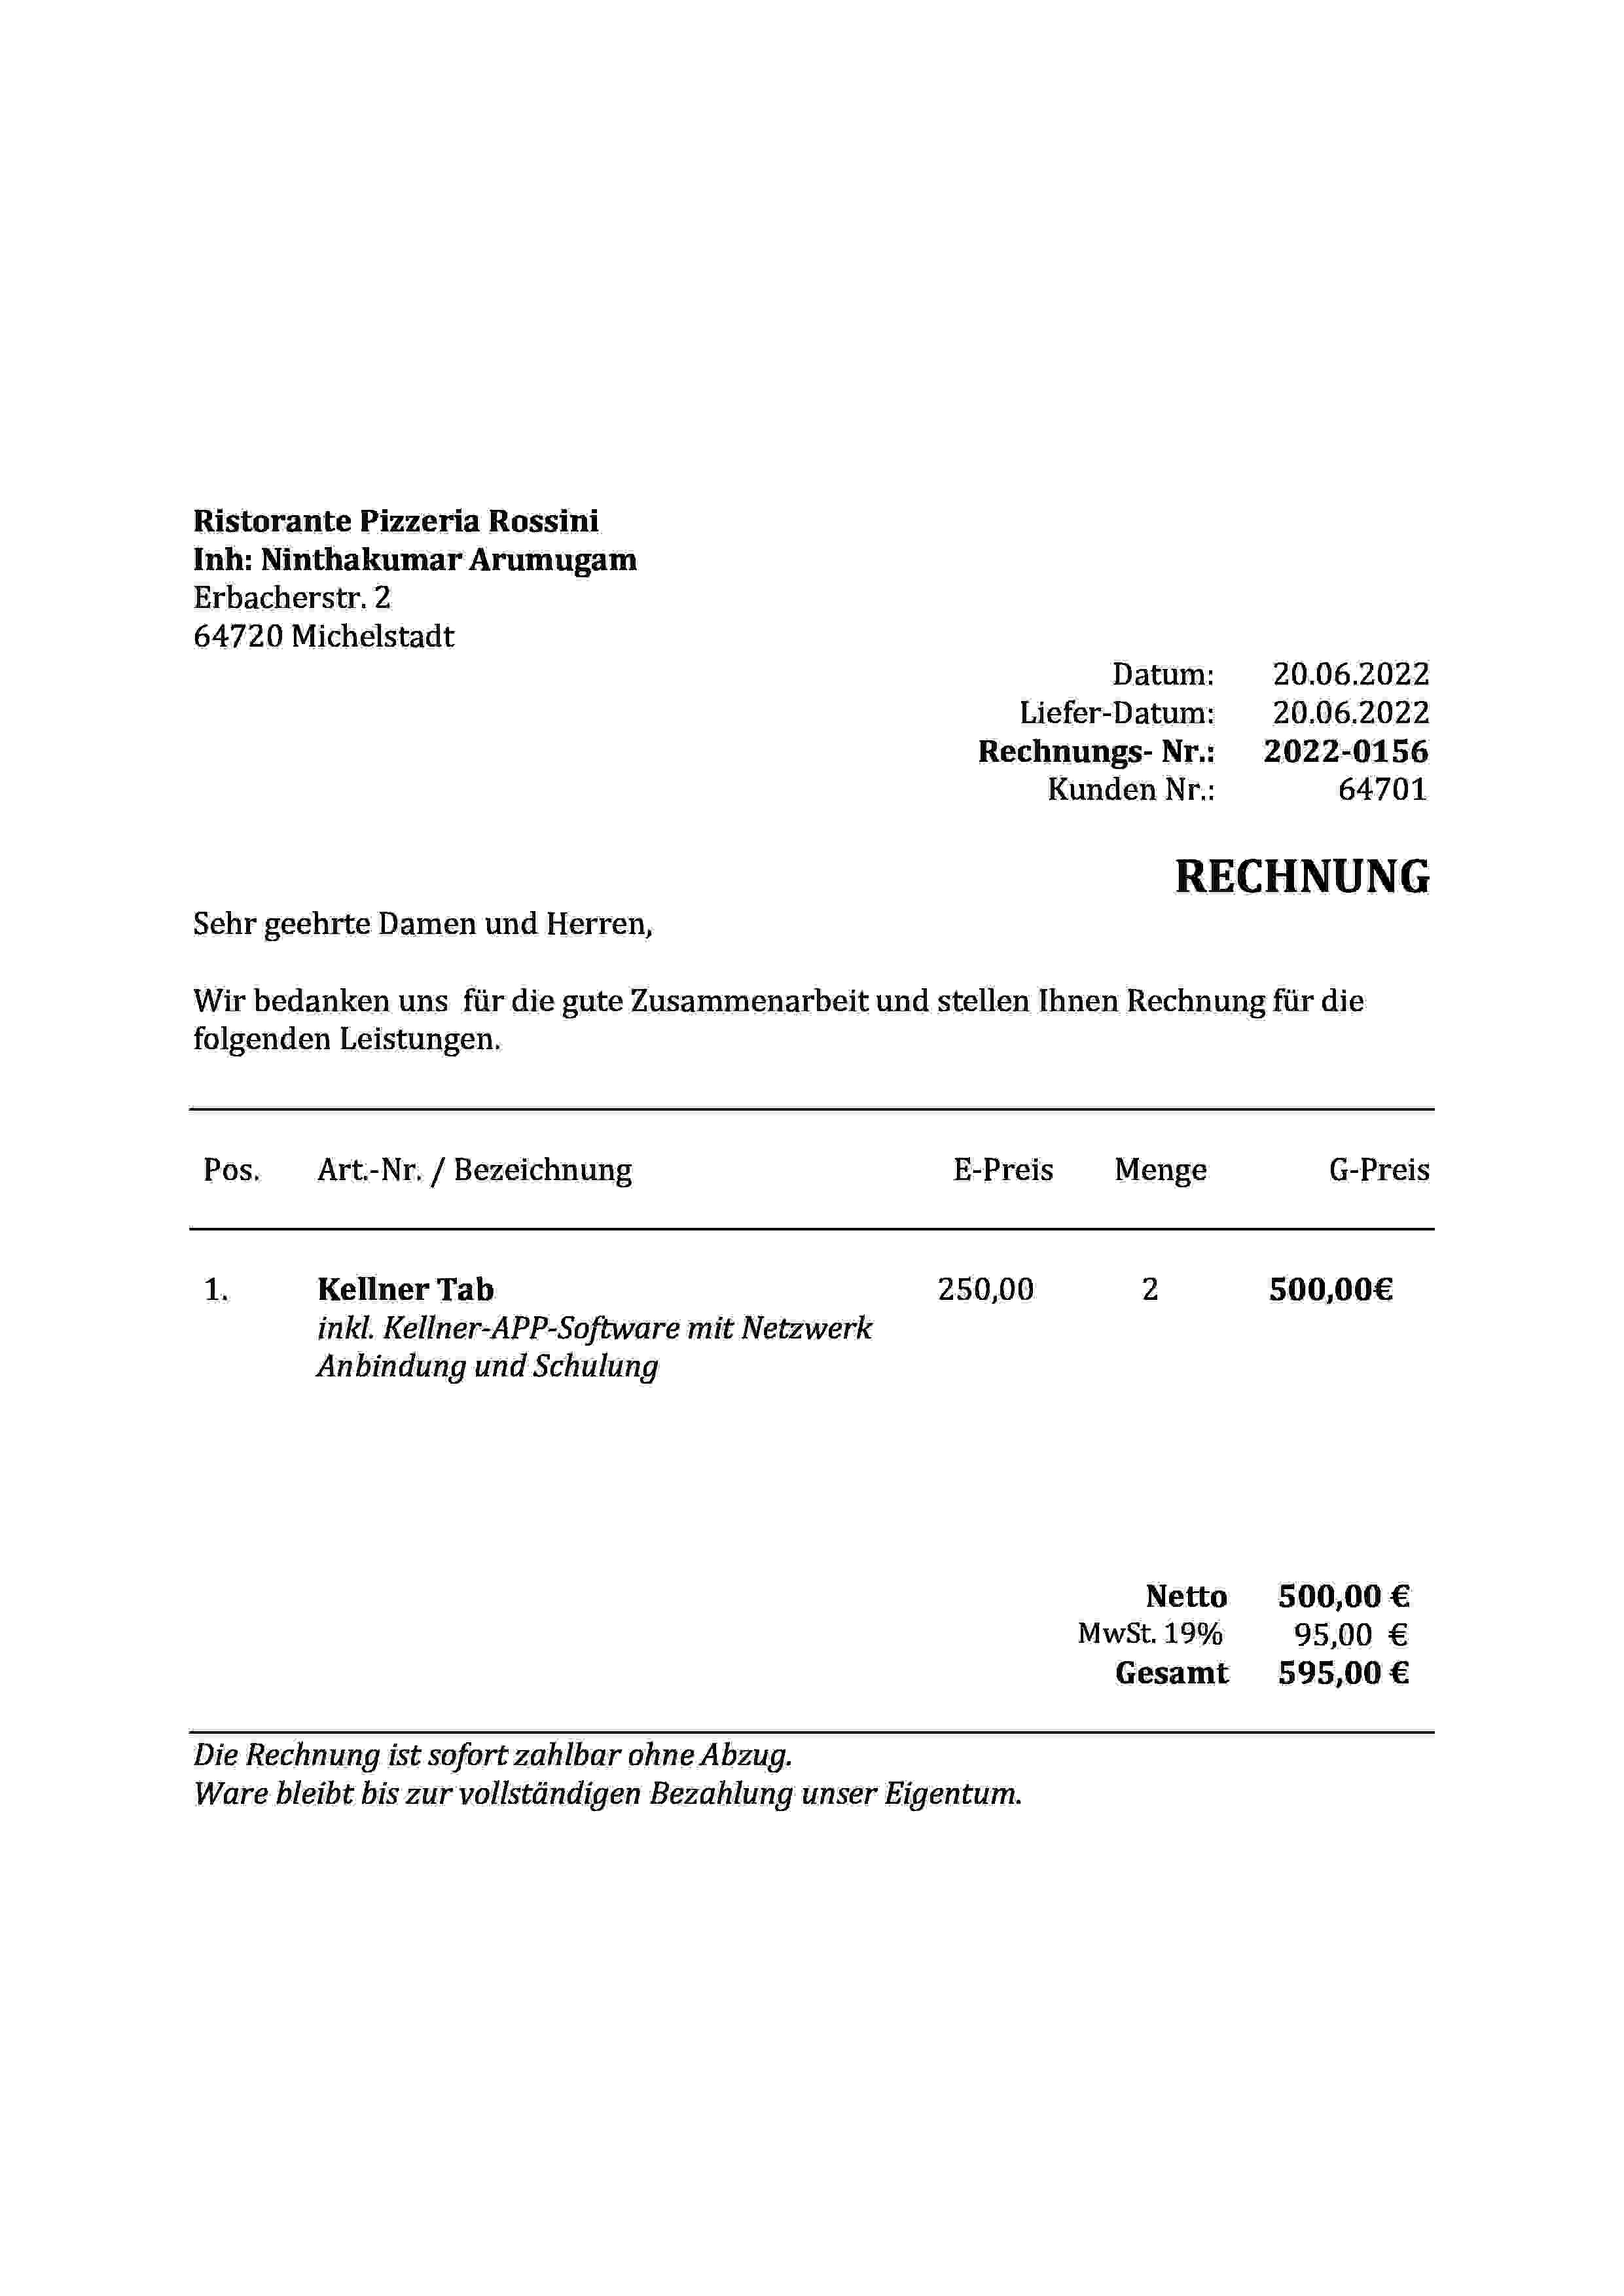 Ristorante Pizzeria Rossini
Inh: Ninthakumar Arumugam
Erbacherstr. 2
64720 Michelstadt
Datum: 20.06.2022
Liefer-Datum: 20.06.2022
Rechnungs- Nr.: 2022-0156
Kunden Nr.: 64701
RECHNUNG
Sehr geehrte Damen und Herren,
Wir bedanken uns  für die gute Zusammenarbeit und stellen Ihnen Rechnung für die
folgenden Leistungen.
Pos. Art.-Nr. / Bezeichnung E-Preis Menge G-Preis
1. Kellner Tab 250,00 2 500,00€
inkl. Kellner-APP-Software mit Netzwerk
Anbindung und Schulung
Netto 500,00 €
MwSt. 19% 95,00 €
Gesamt 595,00 €
Die Rechnung ist sofort zahlbar ohne Abzug.
Ware bleibt bis zur vollständigen Bezahlung unser Eigentum.